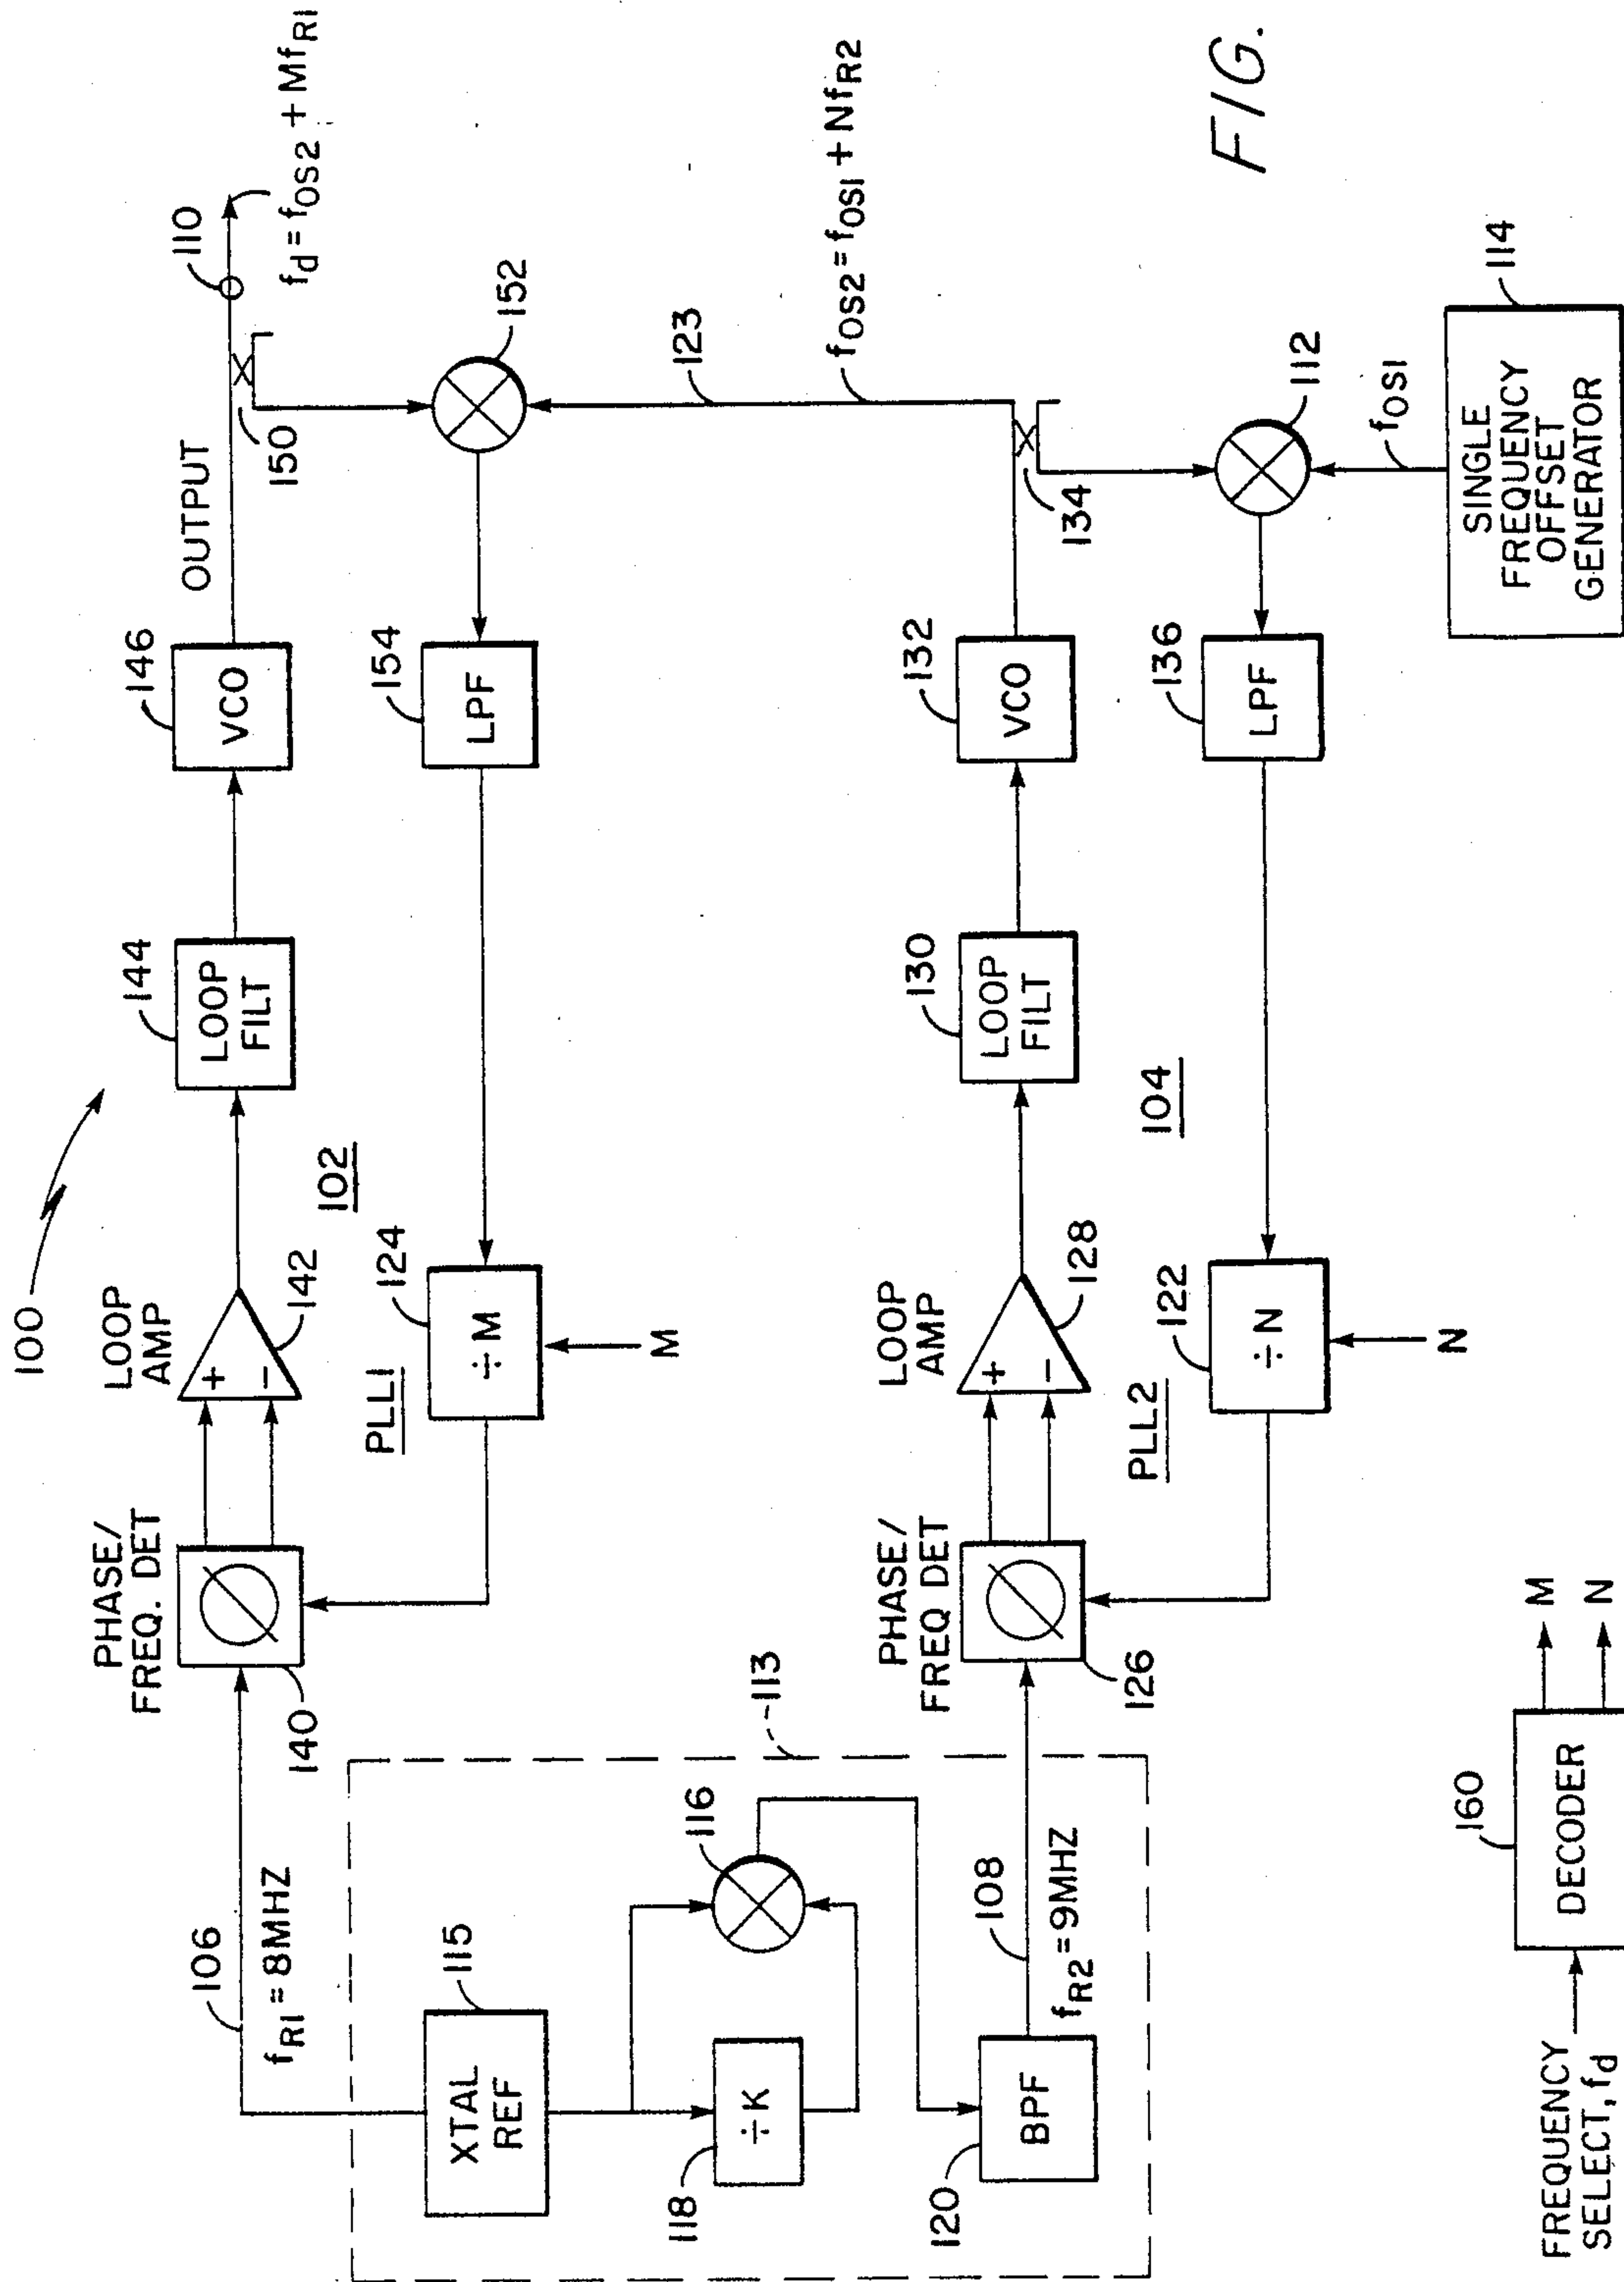 100
PHASE/
FREQ. DET
140
LOOP
AMP
+
−
142
144
LOOP
FILT
146
VCO
OUTPUT
110
f_d = f_OS2 + Mf_R1
150
106
f_R1 = 8MHZ
PLL1
102
124
÷M
M
154
LPF
152
113
115
XTAL
REF
116
118
÷K
120
BPF
108
f_R2 = 9MHZ
123
f_OS2 = f_OS1 + Nf_R2
PHASE/
FREQ DET
126
LOOP
AMP
+
−
128
130
LOOP
FILT
132
VCO
134
PLL2
104
122
÷N
N
136
LPF
112
f_OS1
114
SINGLE
FREQUENCY
OFFSET
GENERATOR
FREQUENCY
SELECT, f_d
160
DECODER
M
N
FIG.